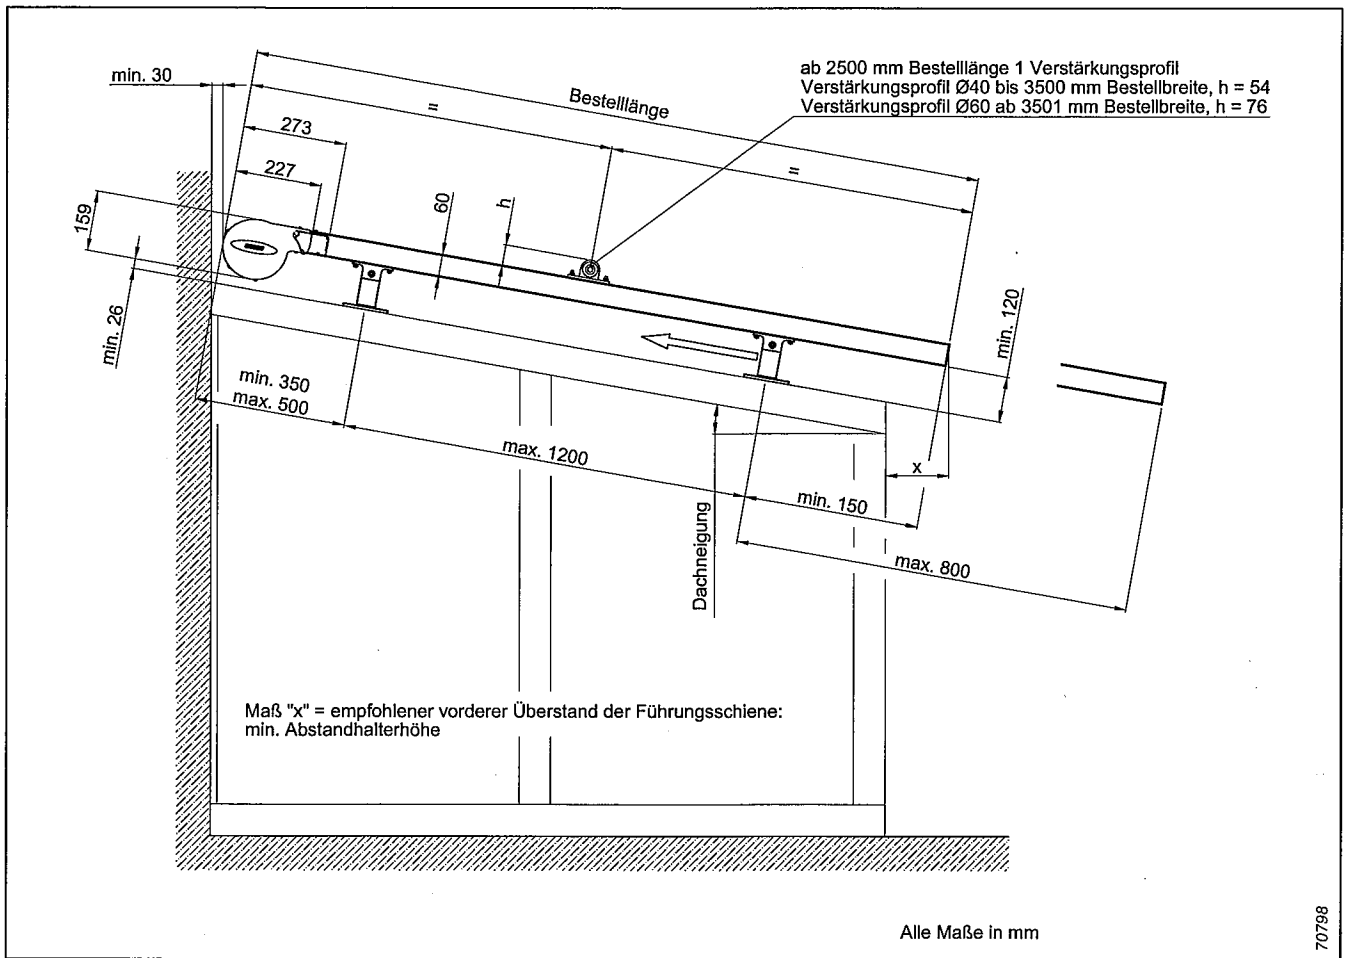 ab 2500 mm Bestelllänge 1 Verstärkungsprofil
Verstärkungsprofil Ø40 bis 3500 mm Bestellbreite, h = 54
Verstärkungsprofil Ø60 ab 3501 mm Bestellbreite, h = 76
min. 30
Bestelllänge
=
=
273
227
159
60
h
min. 26
min. 120
min. 350
max. 500
max. 1200
x
min. 150
max. 800
Dachneigung
Maß "x" = empfohlener vorderer Überstand der Führungsschiene:
min. Abstandhalterhöhe
Alle Maße in mm
70798